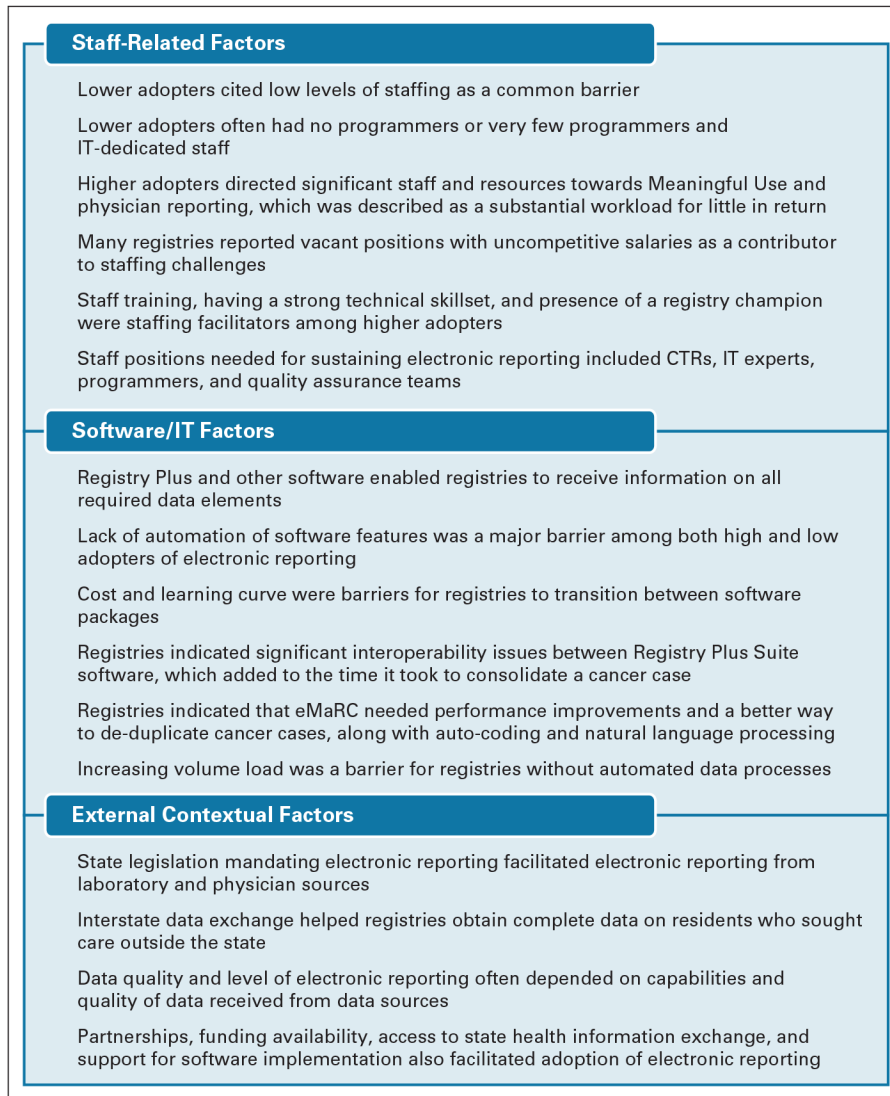 Staff-Related Factors
Lower adopters cited low levels of staffing as a common barrier
Lower adopters often had no programmers or very few programmers and
IT-dedicated staff
Higher adopters directed significant staff and resources towards Meaningful Use and
physician reporting, which was described as a substantial workload for little in return
Many registries reported vacant positions with uncompetitive salaries as a contributor
to staffing challenges
Staff training, having a strong technical skillset, and presence of a registry champion
were staffing facilitators among higher adopters
Staff positions needed for sustaining electronic reporting included CTRs, IT experts,
programmers, and quality assurance teams
Software/IT Factors
Registry Plus and other software enabled registries to receive information on all
required data elements
Lack of automation of software features was a major barrier among both high and low
adopters of electronic reporting
Cost and learning curve were barriers for registries to transition between software
packages
Registries indicated significant interoperability issues between Registry Plus Suite
software, which added to the time it took to consolidate a cancer case
Registries indicated that eMaRC needed performance improvements and a better way
to de-duplicate cancer cases, along with auto-coding and natural language processing
Increasing volume load was a barrier for registries without automated data processes
External Contextual Factors
State legislation mandating electronic reporting facilitated electronic reporting from
laboratory and physician sources
Interstate data exchange helped registries obtain complete data on residents who sought
care outside the state
Data quality and level of electronic reporting often depended on capabilities and
quality of data received from data sources
Partnerships, funding availability, access to state health information exchange, and
support for software implementation also facilitated adoption of electronic reporting